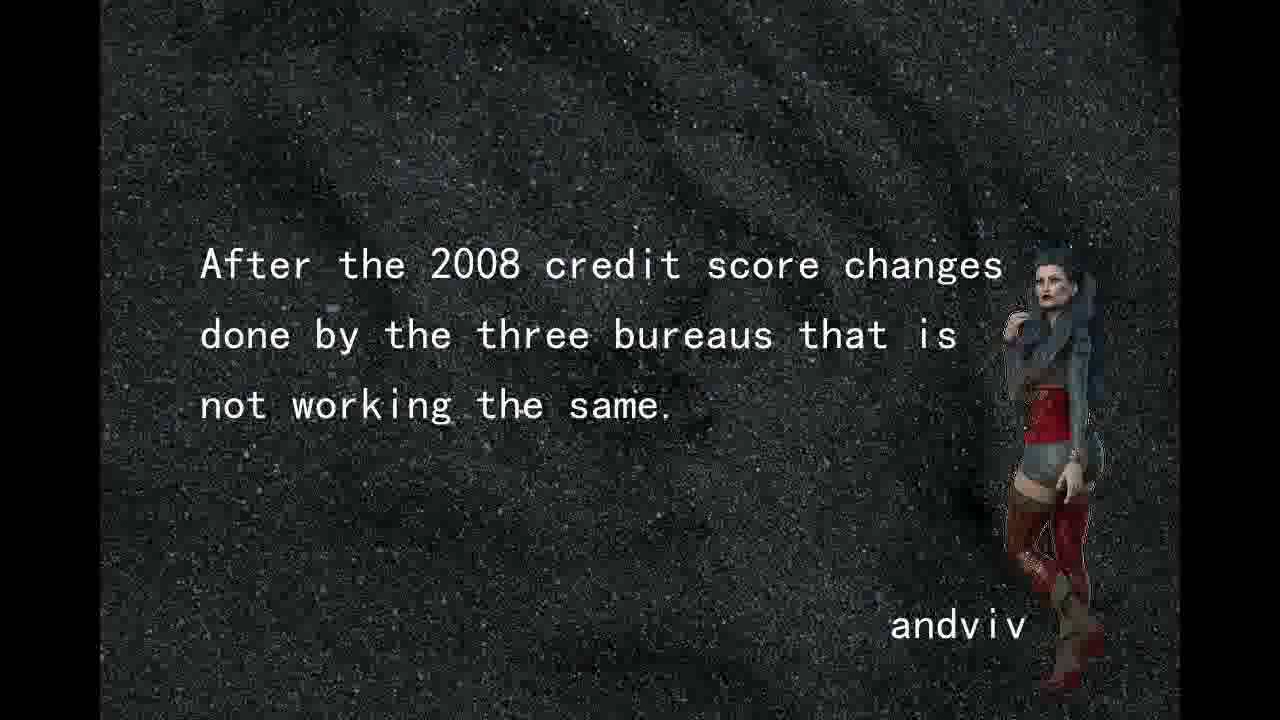 After the 2008 credit score changes
done by the three bureaus that is
not working the same.
andviv